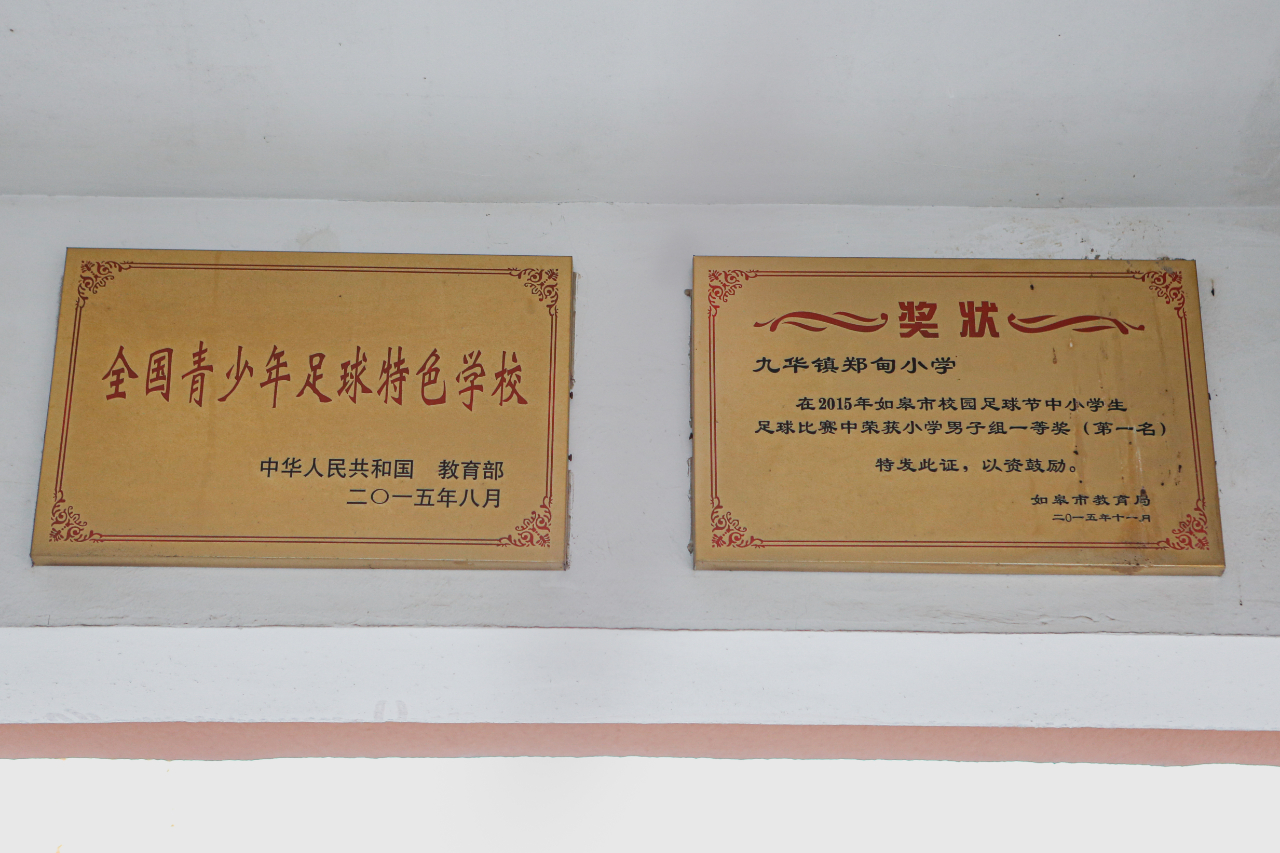 全国青少年足球特色学校
中华人民共和国 教育部
二〇一五年八月
奖状
九华镇郑甸小学
在2015年如皋市校园足球节中小学生
足球比赛中荣获小学男子组一等奖（第一名）
特发此证，以资鼓励。
如皋市教育局
二〇一五年十一月